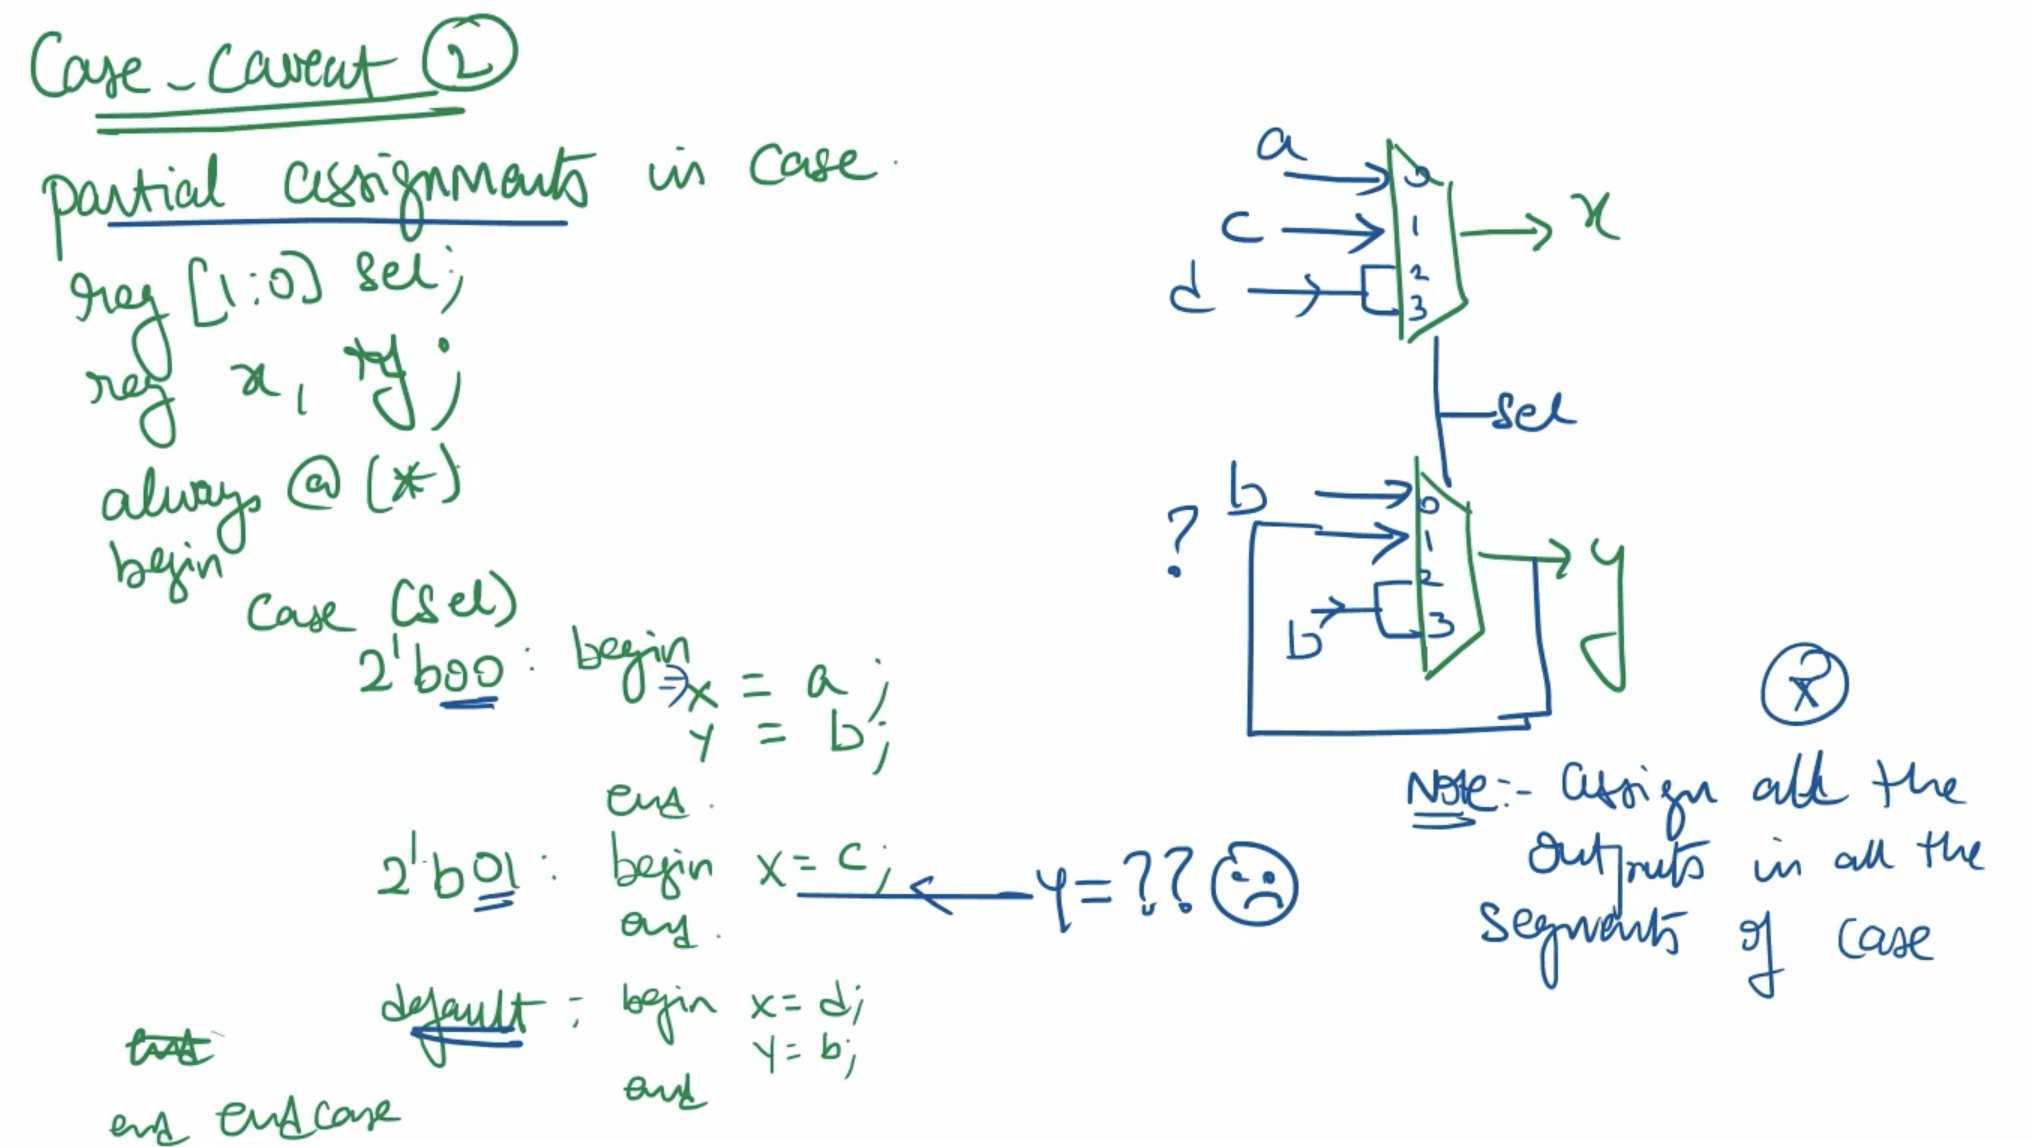 Case - Caveat 2
partial assignments in case.
reg [1:0] sel;
reg x, y;
always @ (*)
begin
case (sel)
2'b00 : begin
⇒ x = a;
y = b;
end.
2'b01 : begin x = c; ← y = ??
end.
default : begin x = d;
y = b;
end
end endcase
a
0
c
1
x
d
2
3
sel
b
0
?
1
y
2
b
3
Note:- Assign all the
outputs in all the
segments of case